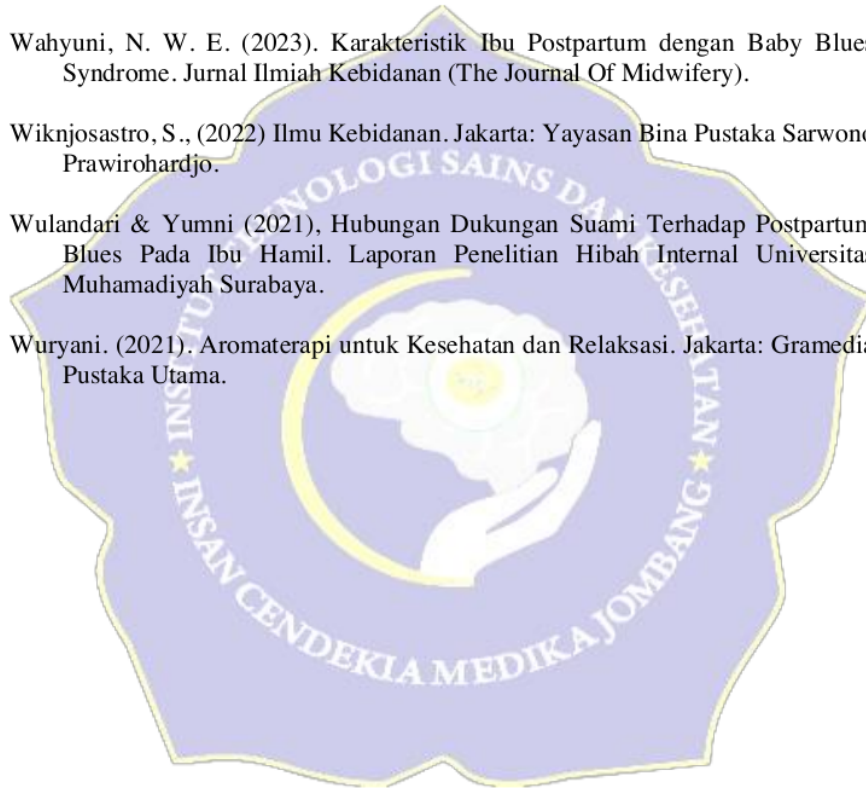 Wahyuni, N. W. E. (2023). Karakteristik Ibu Postpartum dengan Baby Blues
Syndrome. Jurnal Ilmiah Kebidanan (The Journal Of Midwifery).
Wiknjosastro, S., (2022) Ilmu Kebidanan. Jakarta: Yayasan Bina Pustaka Sarwono
Prawirohardjo.
Wulandari & Yumni (2021), Hubungan Dukungan Suami Terhadap Postpartum
Blues Pada Ibu Hamil. Laporan Penelitian Hibah Internal Universitas
Muhamadiyah Surabaya.
Wuryani. (2021). Aromaterapi untuk Kesehatan dan Relaksasi. Jakarta: Gramedia
Pustaka Utama.
INSTITUT TEKNOLOGI SAINS DAN KESEHATAN
INSAN CENDEKIA MEDIKA JOMBANG